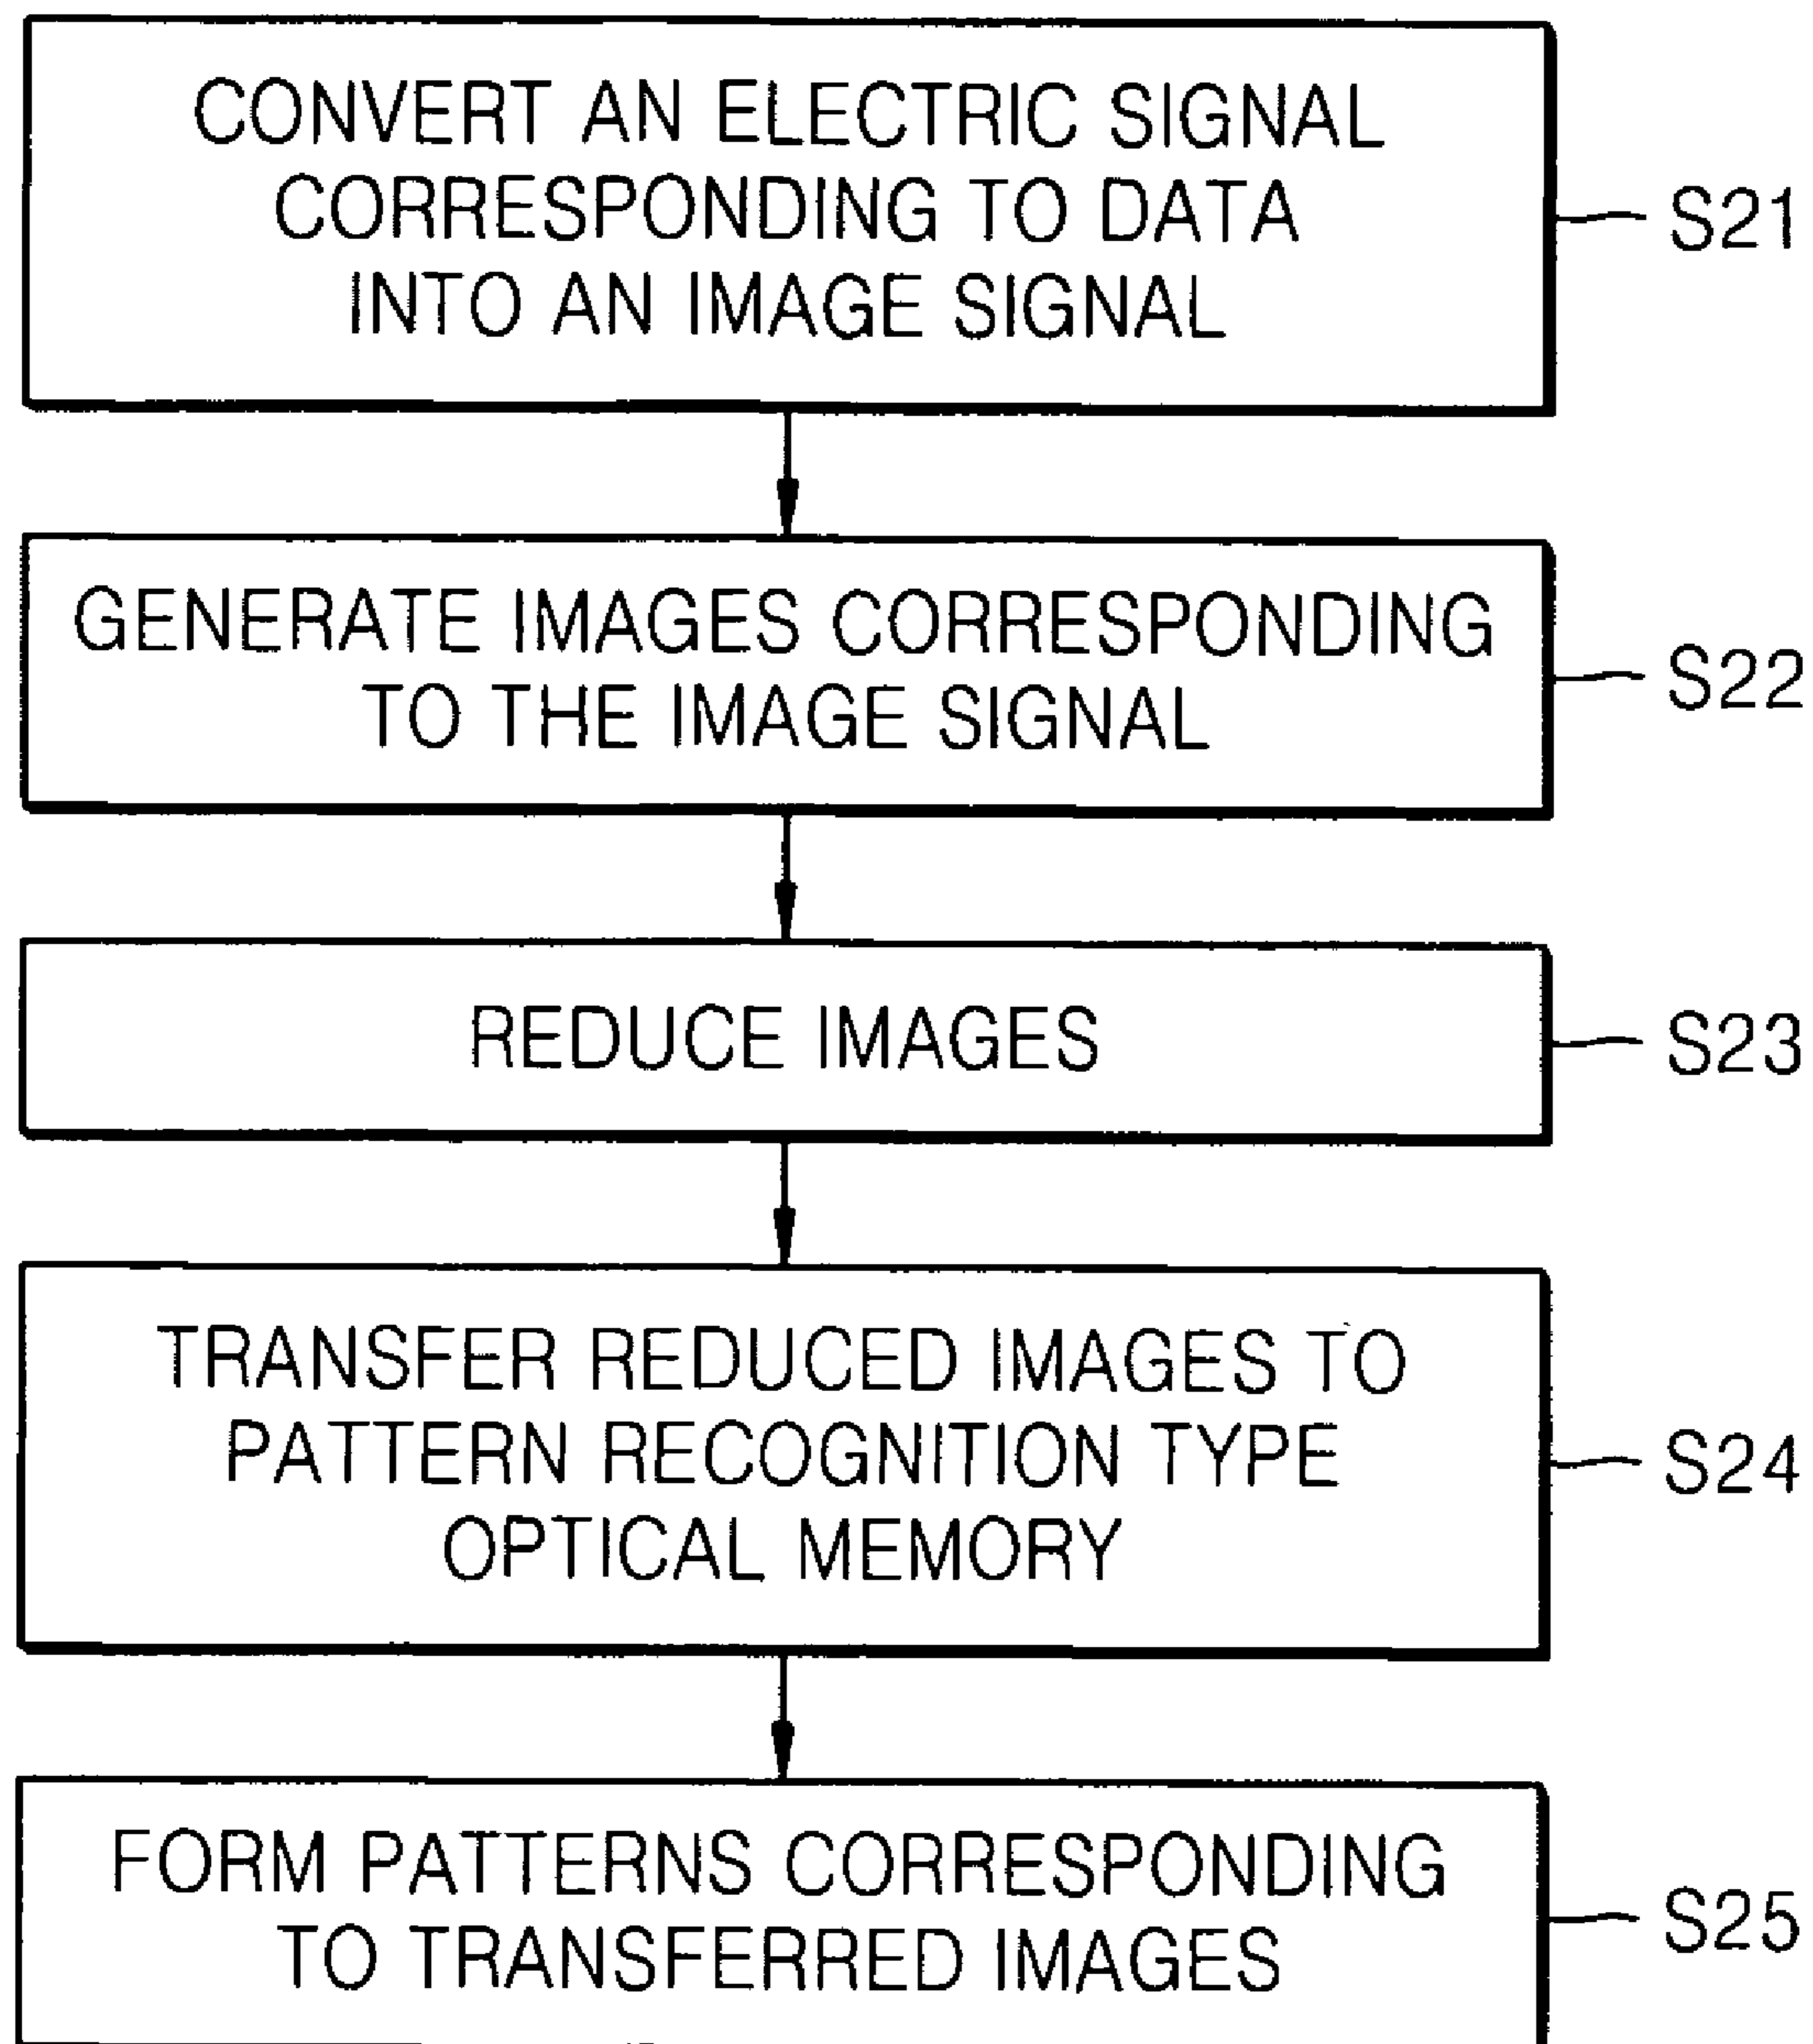 CONVERT AN ELECTRIC SIGNAL
CORRESPONDING TO DATA
INTO AN IMAGE SIGNAL
S21
GENERATE IMAGES CORRESPONDING
TO THE IMAGE SIGNAL
S22
REDUCE IMAGES
S23
TRANSFER REDUCED IMAGES TO
PATTERN RECOGNITION TYPE
OPTICAL MEMORY
S24
FORM PATTERNS CORRESPONDING
TO TRANSFERRED IMAGES
S25